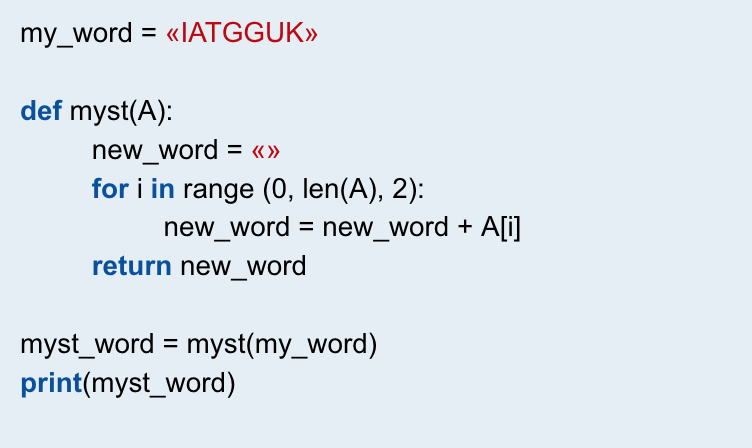 my_word = «IATGGUK»
def myst(A):
new_word = «»
for i in range (0, len(A), 2):
new_word = new_word + A[i]
return new_word
myst_word = myst(my_word)
print(myst_word)